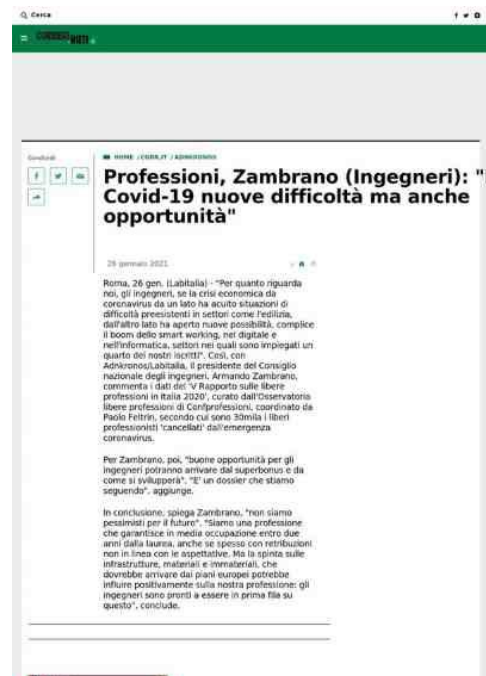 Cerca
Condividi
HOME / CORR.IT / ADNKRONOS
Professioni, Zambrano (Ingegneri): "
Covid-19 nuove difficoltà ma anche
opportunità"
26 gennaio 2021
Roma, 26 gen. (Labitalia) - "Per quanto riguarda
noi, gli ingegneri, se la crisi economica da
coronavirus da un lato ha acuito situazioni di
difficoltà preesistenti in settori come l'edilizia,
dall'altro lato ha aperto nuove possibilità, complice
il boom dello smart working, nel digitale e
nell'informatica, settori nei quali sono impiegati un
quarto dei nostri iscritti". Così, con
Adnkronos/Labitalia, il presidente del Consiglio
nazionale degli ingegneri, Armando Zambrano,
commenta i dati del 'V Rapporto sulle libere
professioni in Italia 2020', curato dall'Osservatorio
libere professioni di Confprofessioni, coordinato da
Paolo Feltrin, secondo cui sono 30mila i liberi
professionisti 'cancellati' dall'emergenza
coronavirus.
Per Zambrano, poi, "buone opportunità per gli
ingegneri potranno arrivare dal superbonus e da
come si svilupperà". "E' un dossier che stiamo
seguendo", aggiunge.
In conclusione, spiega Zambrano, "non siamo
pessimisti per il futuro". "Siamo una professione
che garantisce in media occupazione entro due
anni dalla laurea, anche se spesso con retribuzioni
non in linea con le aspettative. Ma la spinta sulle
infrastrutture, materiali e immateriali, che
dovrebbe arrivare dai piani europei potrebbe
influire positivamente sulla nostra professione: gli
ingegneri sono pronti a essere in prima fila su
questo", conclude.